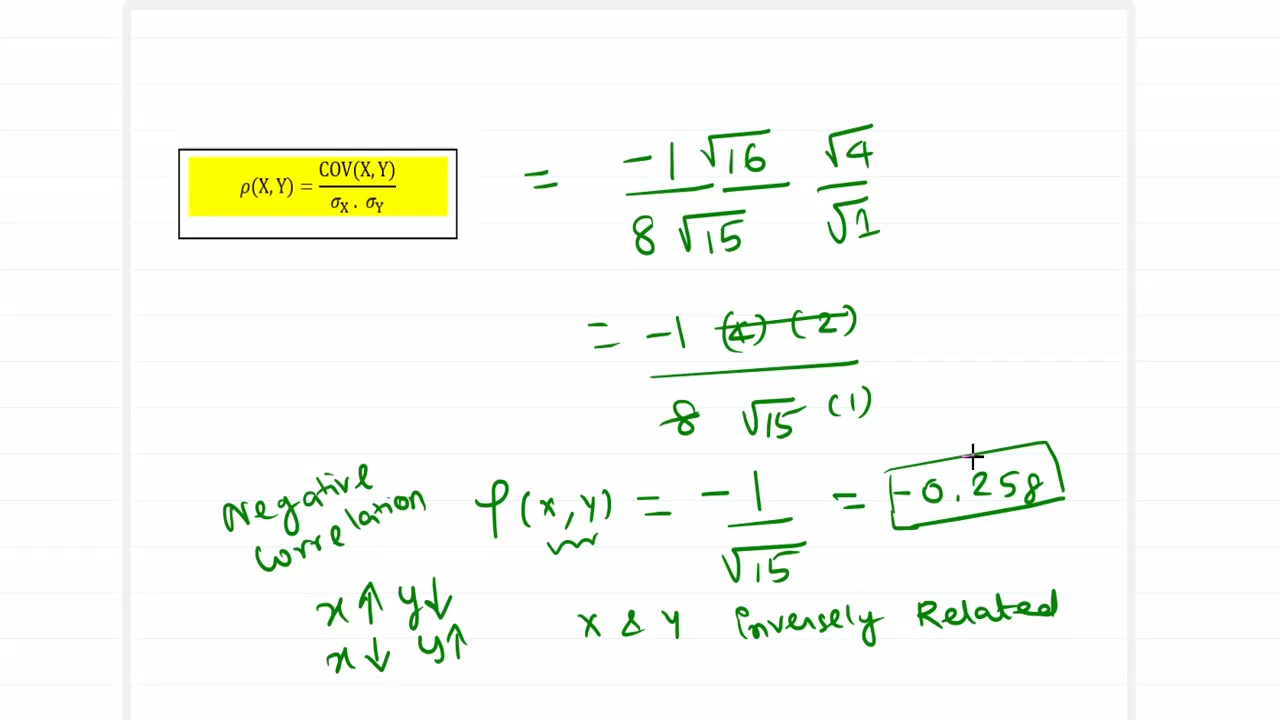 ρ(X, Y) = COV(X, Y) / σX . σY
= -1 √16 / 8 √15 √4 / √1
= -1 (4) (2) / 8 √15 (1)
Negative correlation
φ(x, y) = -1 / √15 = -0.258
x ↑ y ↓
x ↓ y ↑
X & Y Inversely Related